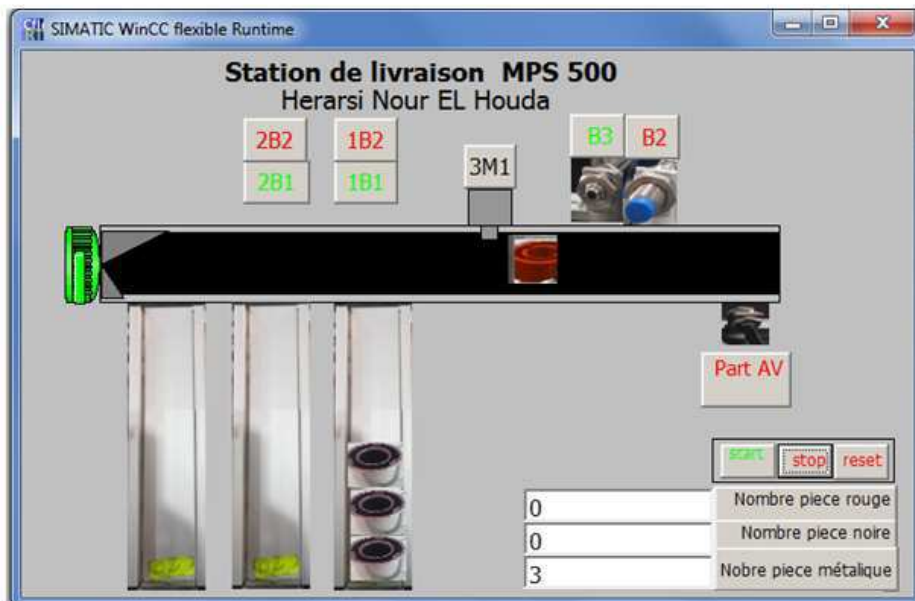 SIMATIC WinCC flexible Runtime
Station de livraison MPS 500
Herarsi Nour EL Houda
2B2 1B2 B3 B2
2B1 1B1 3M1
Part AV
start stop reset
0 Nombre piece rouge
0 Nombre piece noire
3 Nobre piece métalique